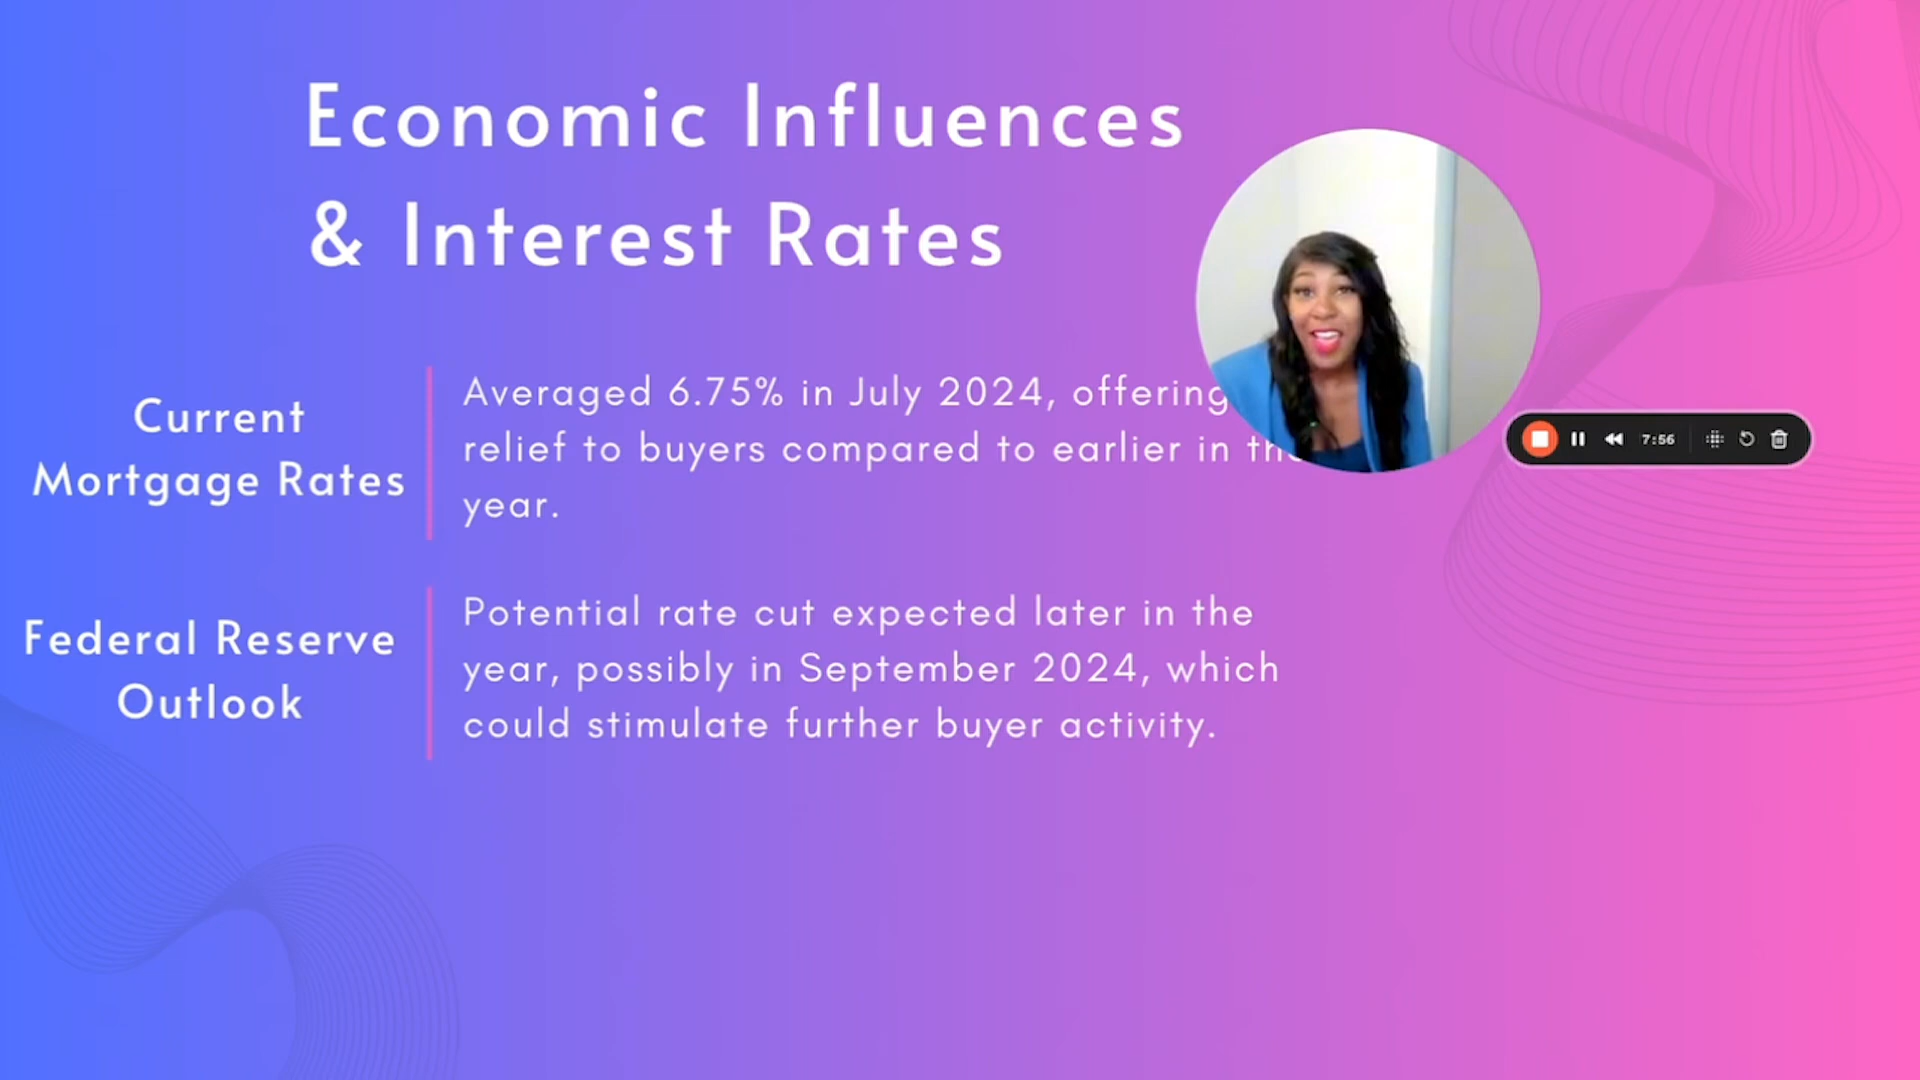 Economic Influences
& Interest Rates
Current
Mortgage Rates
Averaged 6.75% in July 2024, offering
relief to buyers compared to earlier in the
year.
7:56
Federal Reserve
Outlook
Potential rate cut expected later in the
year, possibly in September 2024, which
could stimulate further buyer activity.